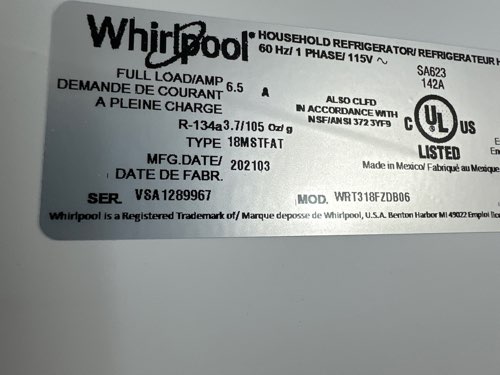 Whirlpool®
HOUSEHOLD REFRIGERATOR/ REFRIGERATEUR
60 Hz/ 1 PHASE/ 115V ~
SA623
142A
FULL LOAD/AMP
DEMANDE DE COURANT 6.5 A
A PLEINE CHARGE
ALSO CLFD
IN ACCORDANCE WITH
NSF/ANSI 372 3YF9
C UL US
LISTED
R-134a 3.7/105 Oz/g
TYPE 18MSTFAT
MFG.DATE/ 202103
DATE DE FABR.
Made in Mexico/ Fabriqué au Mexique
SER. VSA1289967
MOD. WRT318FZDB06
Whirlpool is a Registered Trademark of/ Marque deposse de Whirlpool, U.S.A. Benton Harbor MI 49022